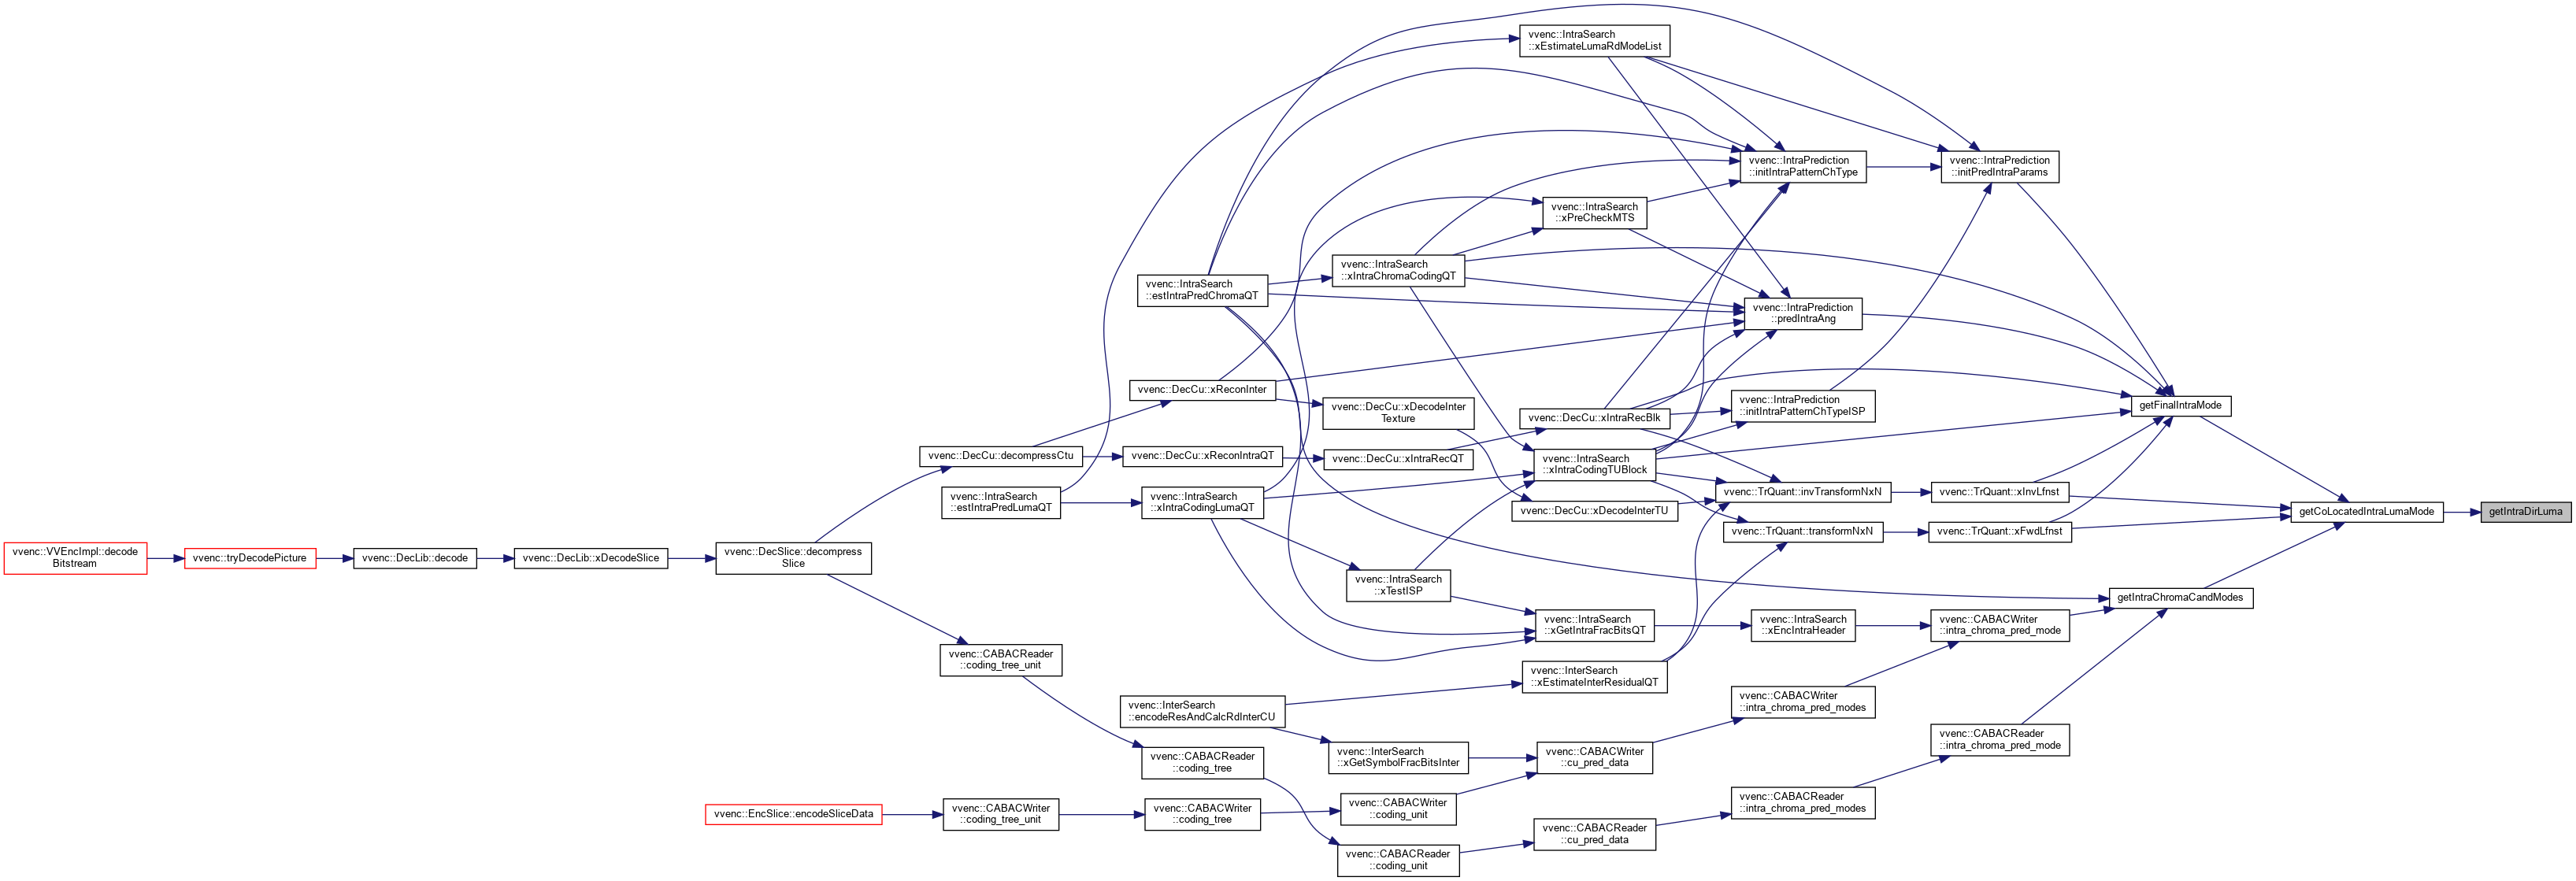 vvenc::IntraSearch
::xEstimateLumaRdModeList
vvenc::IntraPrediction
::initIntraPatternChType
vvenc::IntraPrediction
::initPredIntraParams
vvenc::IntraSearch
::xPreCheckMTS
vvenc::IntraSearch
::xIntraChromaCodingQT
vvenc::IntraSearch
::estIntraPredChromaQT
vvenc::IntraPrediction
::predIntraAng
vvenc::DecCu::xReconInter
vvenc::DecCu::xDecodeInter
Texture
vvenc::DecCu::xIntraRecBlk
vvenc::IntraPrediction
::initIntraPatternChTypeISP
getFinalIntraMode
vvenc::DecCu::decompressCtu
vvenc::DecCu::xReconIntraQT
vvenc::DecCu::xIntraRecQT
vvenc::IntraSearch
::xIntraCodingTUBlock
vvenc::IntraSearch
::estIntraPredLumaQT
vvenc::IntraSearch
::xIntraCodingLumaQT
vvenc::DecCu::xDecodeInterTU
vvenc::TrQuant::invTransformNxN
vvenc::TrQuant::xInvLfnst
getCoLocatedIntraLumaMode
getIntraDirLuma
vvenc::TrQuant::transformNxN
vvenc::TrQuant::xFwdLfnst
vvenc::VVEncImpl::decode
Bitstream
vvenc::tryDecodePicture
vvenc::DecLib::decode
vvenc::DecLib::xDecodeSlice
vvenc::DecSlice::decompress
Slice
vvenc::IntraSearch
::xTestISP
getIntraChromaCandModes
vvenc::IntraSearch
::xGetIntraFracBitsQT
vvenc::IntraSearch
::xEncIntraHeader
vvenc::CABACWriter
::intra_chroma_pred_mode
vvenc::CABACReader
::coding_tree_unit
vvenc::InterSearch
::xEstimateInterResidualQT
vvenc::InterSearch
::encodeResAndCalcRdInterCU
vvenc::CABACWriter
::intra_chroma_pred_modes
vvenc::CABACReader
::intra_chroma_pred_mode
vvenc::CABACReader
::coding_tree
vvenc::InterSearch
::xGetSymbolFracBitsInter
vvenc::CABACWriter
::cu_pred_data
vvenc::EncSlice::encodeSliceData
vvenc::CABACWriter
::coding_tree_unit
vvenc::CABACWriter
::coding_tree
vvenc::CABACWriter
::coding_unit
vvenc::CABACReader
::intra_chroma_pred_modes
vvenc::CABACReader
::cu_pred_data
vvenc::CABACReader
::coding_unit